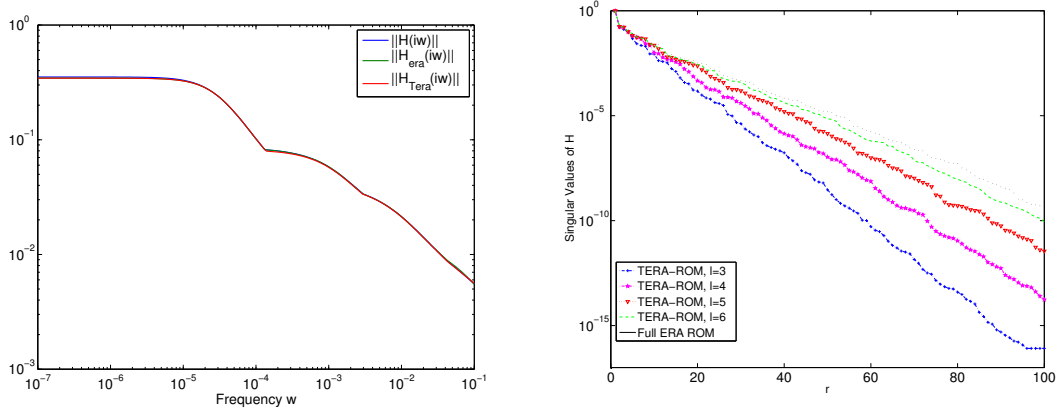 10^0
10^-1
10^-2
10^-3
10^-7
10^-6
10^-5
10^-4
10^-3
10^-2
10^-1
Frequency w
||H(iw)||
||H_era(iw)||
||H_Tera(iw)||
10^0
10^-5
10^-10
10^-15
Singular Values of H
0
20
40
60
80
100
r
TERA-ROM, l=3
TERA-ROM, l=4
TERA-ROM, l=5
TERA-ROM, l=6
Full ERA ROM